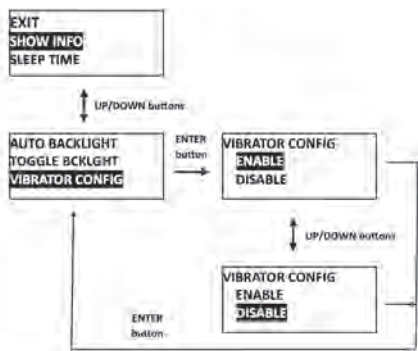 EXIT
SHOW INFO
SLEEP TIME
UP/DOWN buttons
AUTO BACKLIGHT
TOGGLE BCKLGHT
VIBRATOR CONFIG
ENTER
button
VIBRATOR CONFIG
ENABLE
DISABLE
UP/DOWN buttons
VIBRATOR CONFIG
ENABLE
DISABLE
ENTER
button